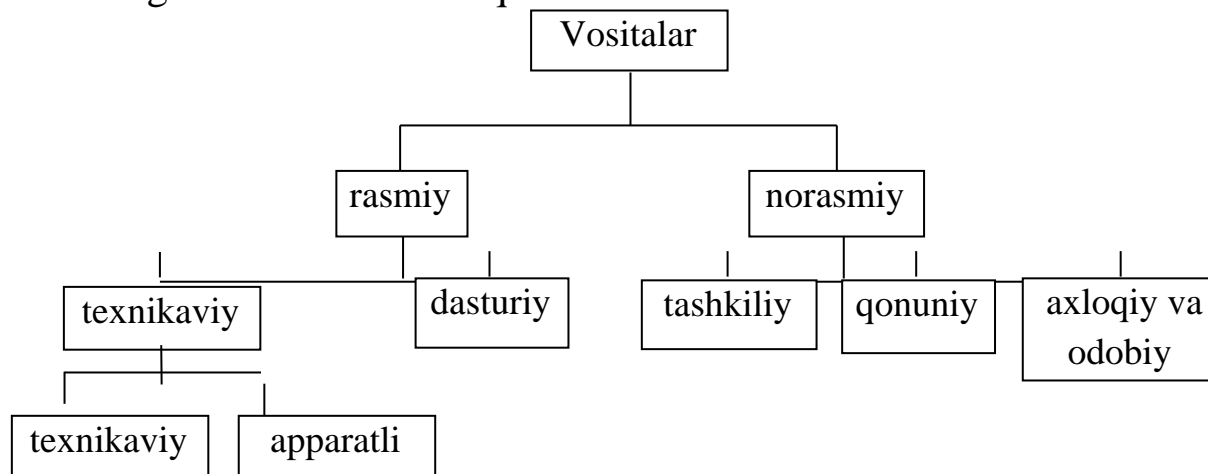 Vositalar
rasmiy
norasmiy
texnikaviy
dasturiy
tashkiliy
qonuniy
axloqiy va
odobiy
texnikaviy
apparatli